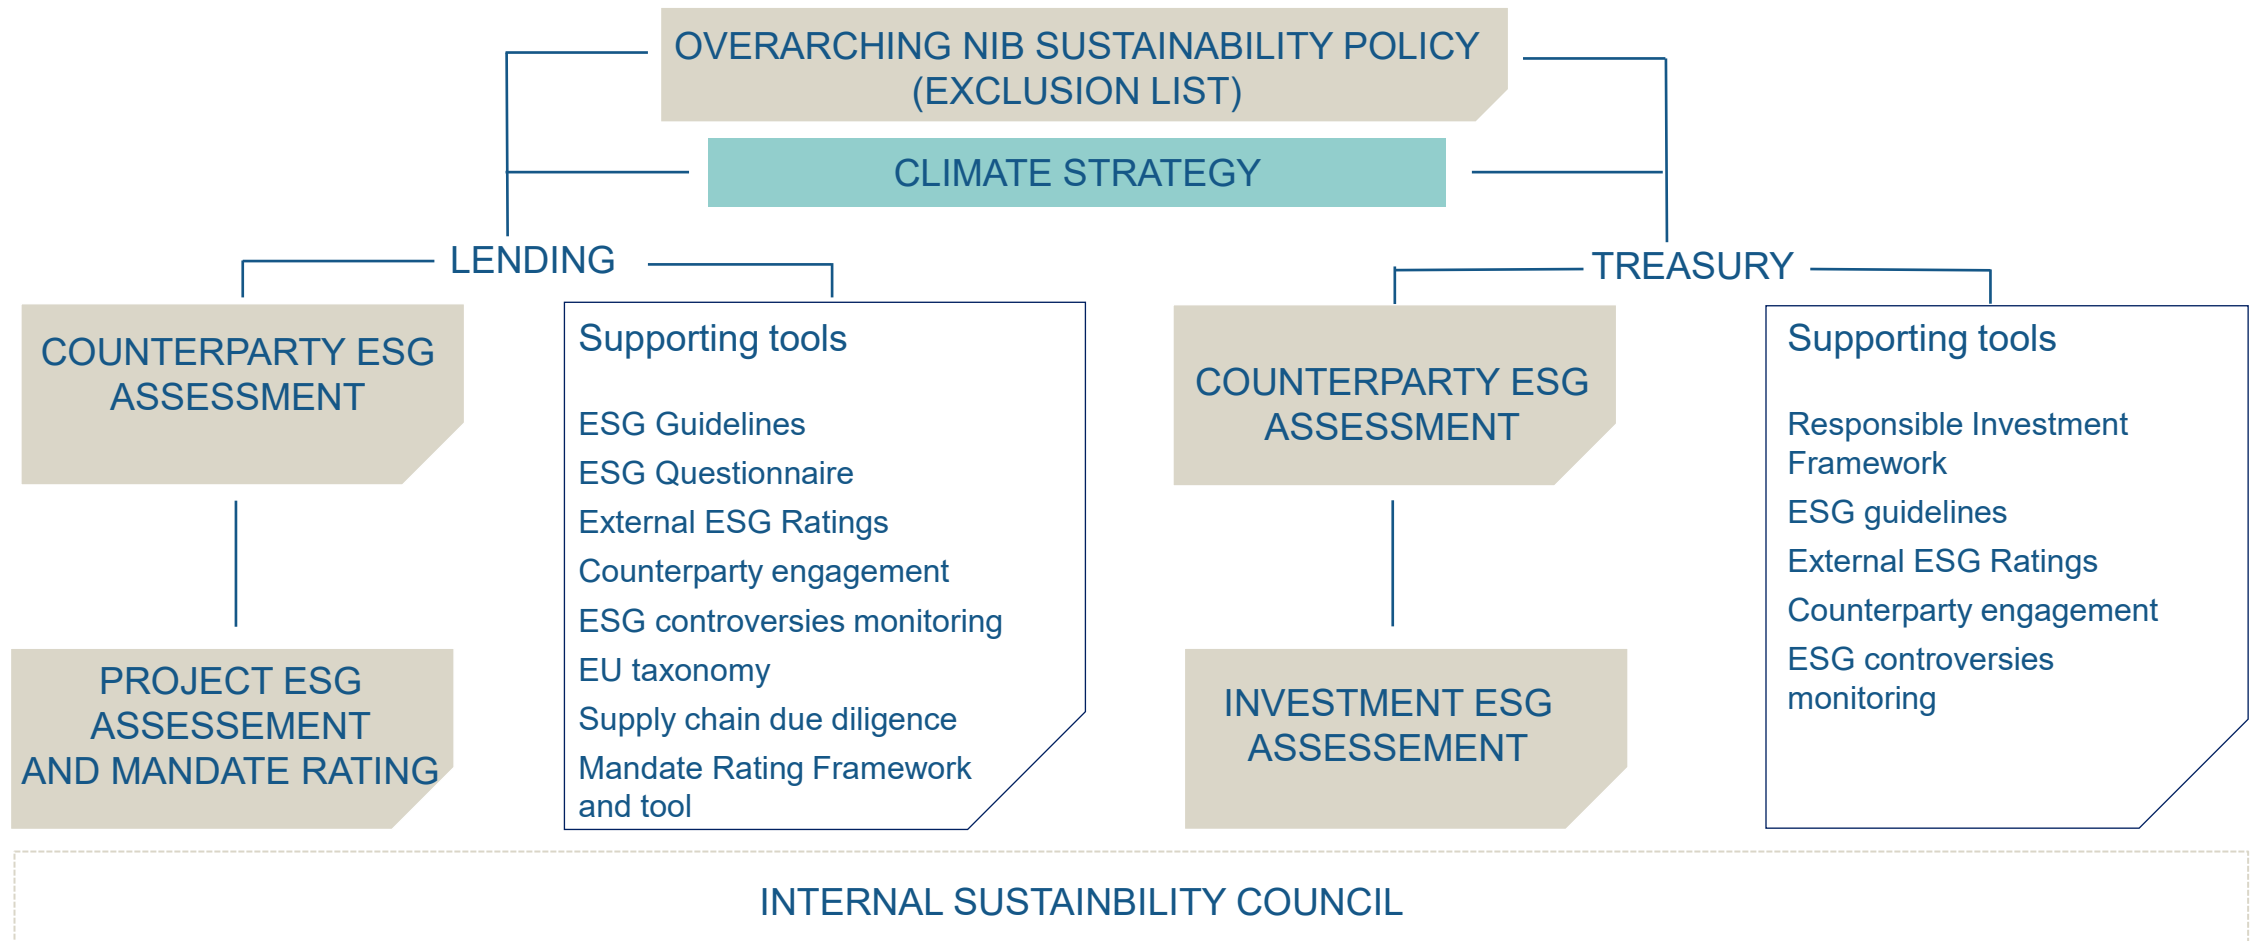 OVERARCHING NIB SUSTAINABILITY POLICY
(EXCLUSION LIST)
CLIMATE STRATEGY
LENDING
COUNTERPARTY ESG
ASSESSMENT
PROJECT ESG
ASSESSEMENT
AND MANDATE RATING
Supporting tools
ESG Guidelines
ESG Questionnaire
External ESG Ratings
Counterparty engagement
ESG controversies monitoring
EU taxonomy
Supply chain due diligence
Mandate Rating Framework
and tool
TREASURY
COUNTERPARTY ESG
ASSESSMENT
INVESTMENT ESG
ASSESSEMENT
Supporting tools
Responsible Investment
Framework
ESG guidelines
External ESG Ratings
Counterparty engagement
ESG controversies
monitoring
INTERNAL SUSTAINBILITY COUNCIL